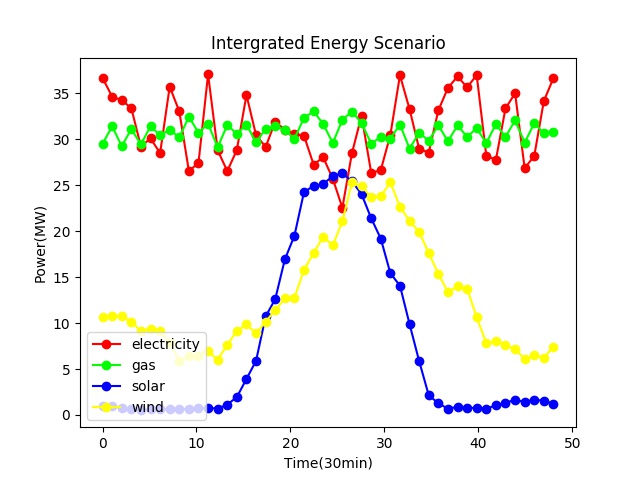 Intergrated Energy Scenario
Power(MW)
35
30
25
20
15
10
5
0
electricity
gas
solar
wind
0 10 20 30 40 50
Time(30min)